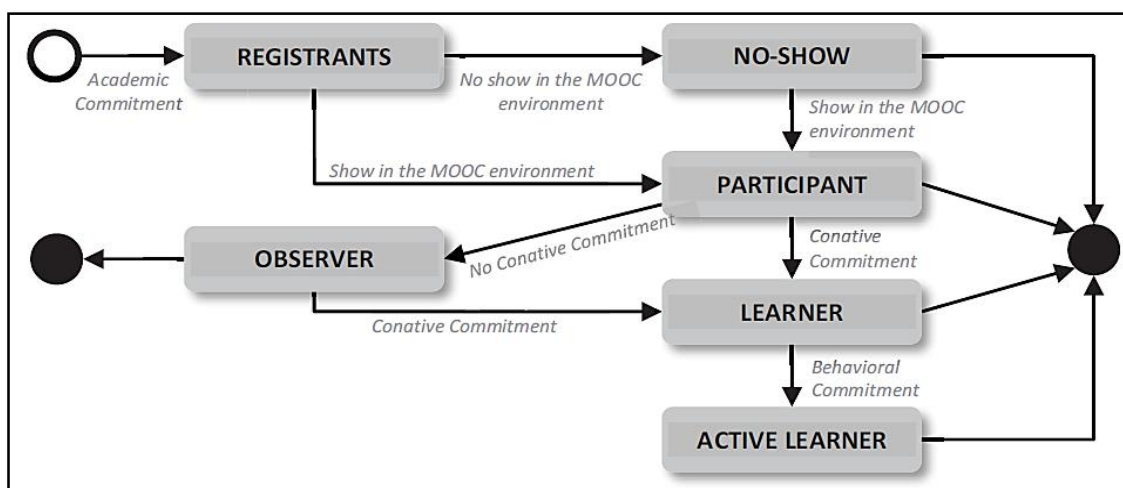 REGISTRANTS
NO-SHOW
Academic
Commitment
No show in the MOOC
environment
Show in the MOOC
environment
Show in the MOOC environment
PARTICIPANT
OBSERVER
No Conative Commitment
Conative
Commitment
Conative Commitment
LEARNER
Behavioral
Commitment
ACTIVE LEARNER